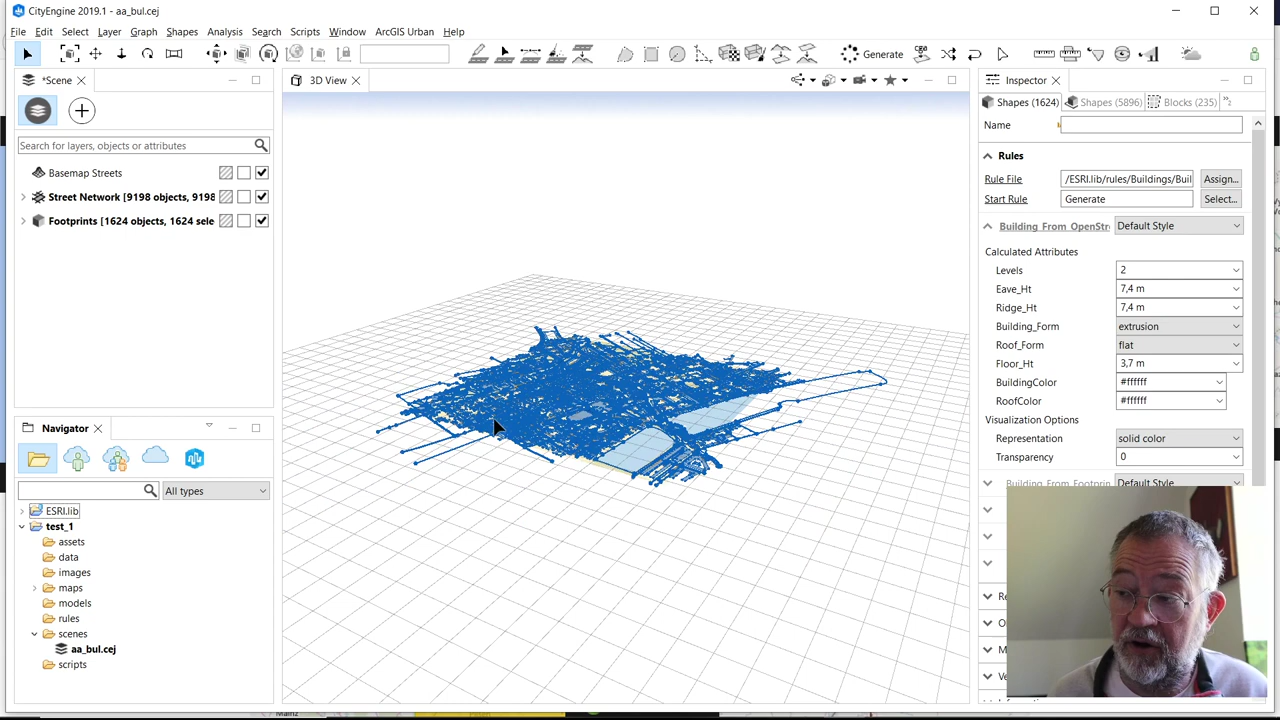 CityEngine 2019.1 - aa_bul.cej
File Edit Select Layer Graph Shapes Analysis Search Scripts Window ArcGIS Urban Help
Generate
*Scene
Search for layers, objects or attributes
Basemap Streets
Street Network [9198 objects, 9198
Footprints [1624 objects, 1624 sele
Navigator
All types
ESRI.lib
test_1
assets
data
images
maps
models
rules
scenes
aa_bul.cej
scripts
3D View
Inspector
Shapes (1624) Shapes (5896) Blocks (235)
Name
Rules
Rule File /ESRI.lib/rules/Buildings/Buil Assign...
Start Rule Generate Select...
Building_From_OpenStr Default Style
Calculated Attributes
Levels 2
Eave_Ht 7,4 m
Ridge_Ht 7,4 m
Building_Form extrusion
Roof_Form flat
Floor_Ht 3,7 m
BuildingColor #ffffff
RoofColor #ffffff
Visualization Options
Representation solid color
Transparency 0
Building_From_Footprin Default Style